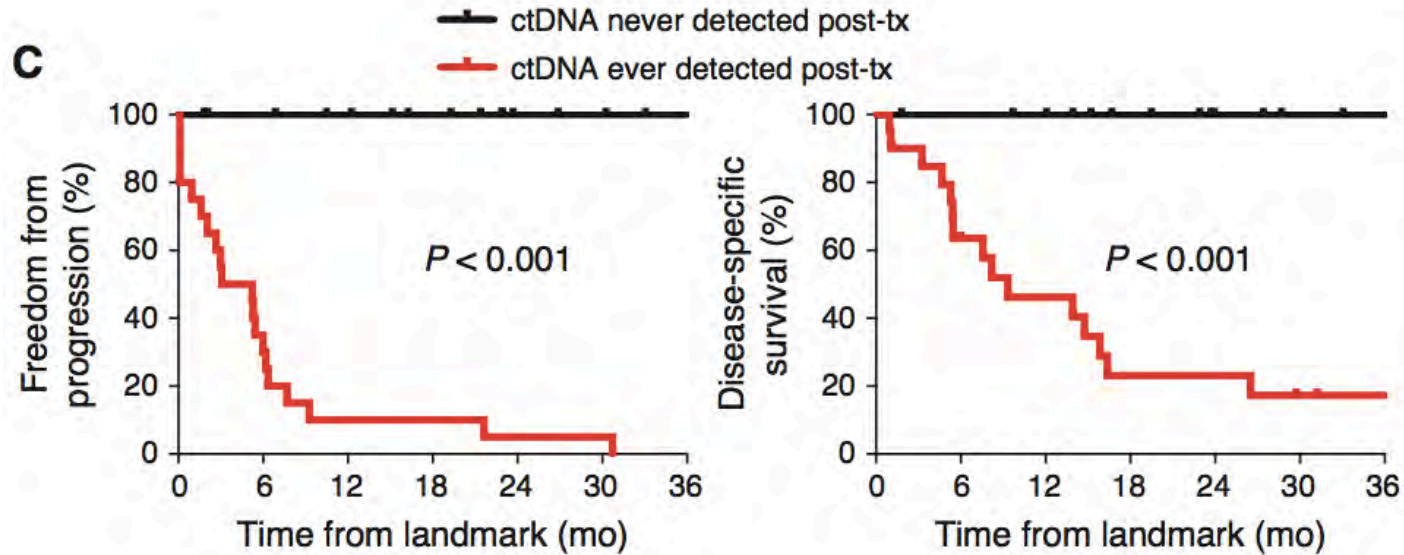 ctDNA never detected post-tx
C
ctDNA ever detected post-tx
Freedom from
progression (%)
100
80
60
40
20
0
P < 0.001
0 6 12 18 24 30 36
Time from landmark (mo)
Disease-specific
survival (%)
100
80
60
40
20
0
P < 0.001
0 6 12 18 24 30 36
Time from landmark (mo)